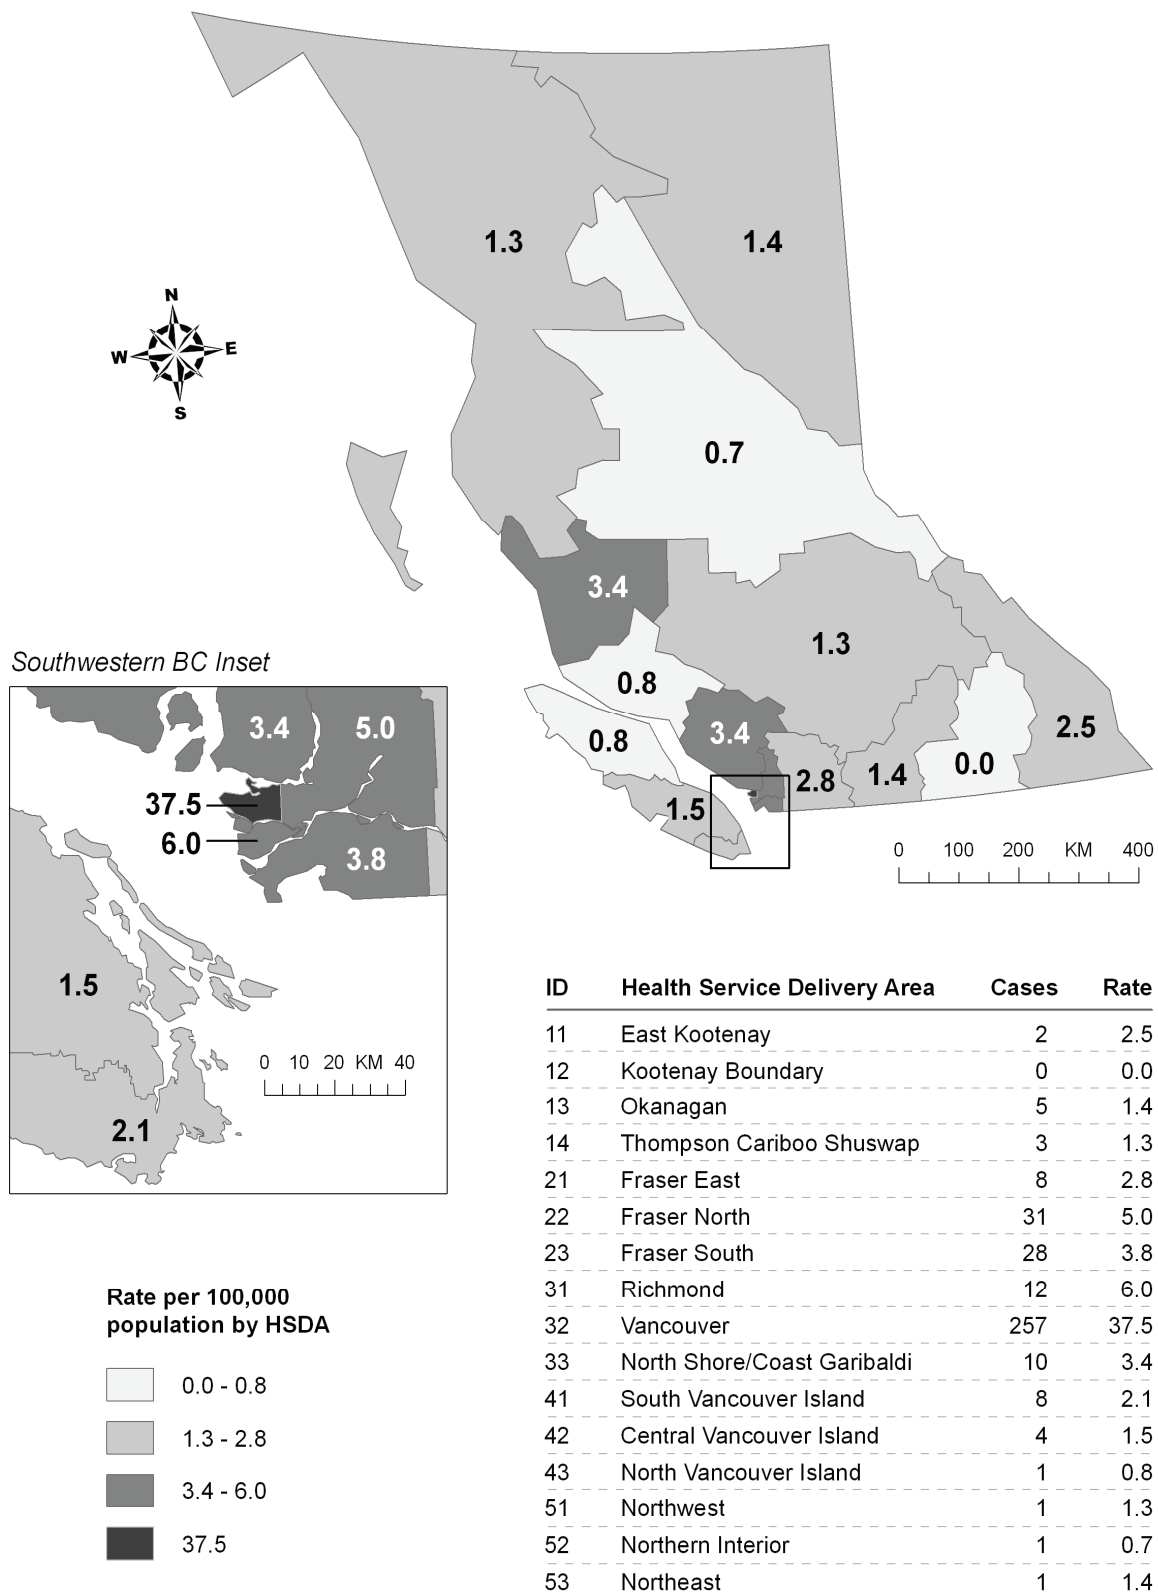 1.3
1.4
N
W
E
S
0.7
3.4
1.3
Southwestern BC Inset
0.8
0.8
3.4
2.5
2.8
1.4
0.0
1.5
3.4
5.0
37.5
6.0
3.8
0 100 200 KM 400
1.5
0 10 20 KM 40
2.1
ID Health Service Delivery Area Cases Rate
11 East Kootenay 2 2.5
12 Kootenay Boundary 0 0.0
13 Okanagan 5 1.4
14 Thompson Cariboo Shuswap 3 1.3
21 Fraser East 8 2.8
22 Fraser North 31 5.0
23 Fraser South 28 3.8
31 Richmond 12 6.0
32 Vancouver 257 37.5
33 North Shore/Coast Garibaldi 10 3.4
41 South Vancouver Island 8 2.1
42 Central Vancouver Island 4 1.5
43 North Vancouver Island 1 0.8
51 Northwest 1 1.3
52 Northern Interior 1 0.7
53 Northeast 1 1.4
Rate per 100,000
population by HSDA
0.0 - 0.8
1.3 - 2.8
3.4 - 6.0
37.5